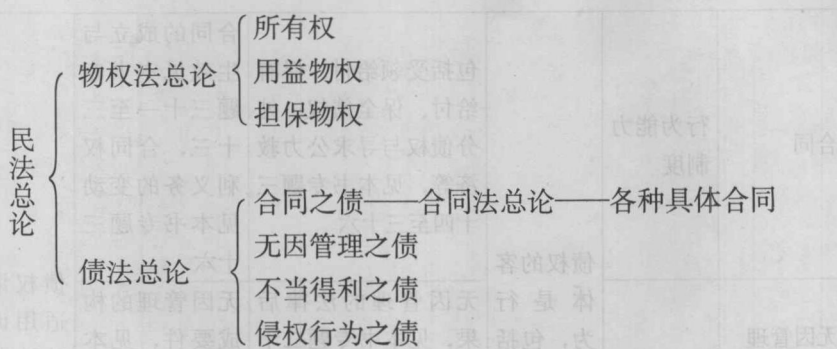 民法总论
物权法总论
所有权
用益物权
担保物权
债法总论
合同之债——合同法总论——各种具体合同
无因管理之债
不当得利之债
侵权行为之债